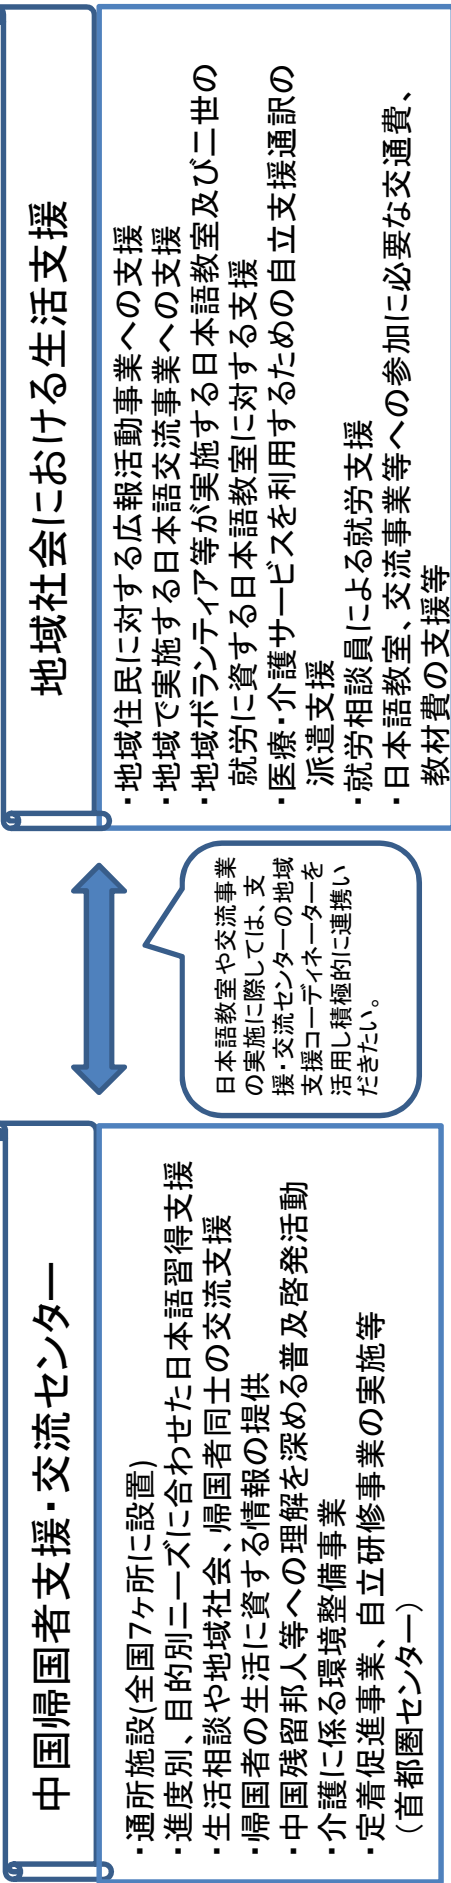 中国帰国者支援・交流センター
・通所施設(全国7ヶ所に設置)
・進度別、目的別ニーズに合わせた日本語習得支援
・生活相談や地域社会、帰国者同士の交流支援
・帰国者の生活に資する情報の提供
・中国残留邦人等への理解を深める普及啓発活動
・介護に係る環境整備事業
・定着促進事業、自立研修事業の実施等
（首都圏センター）
日本語教室や交流事業
の実施に際しては、支
援・交流センターの地域
支援コーディネーターを
活用し積極的に連携い
だきたい。
地域社会における生活支援
・地域住民に対する広報活動事業への支援
・地域で実施する日本語交流事業への支援
・地域ボランティア等が実施する日本語教室及び二世の
就労に資する日本語教室に対する支援
・医療・介護サービスを利用するための自立支援通訳の
派遣支援
・就労相談員による就労支援
・日本語教室、交流事業等への参加に必要な交通費、
教材費の支援等